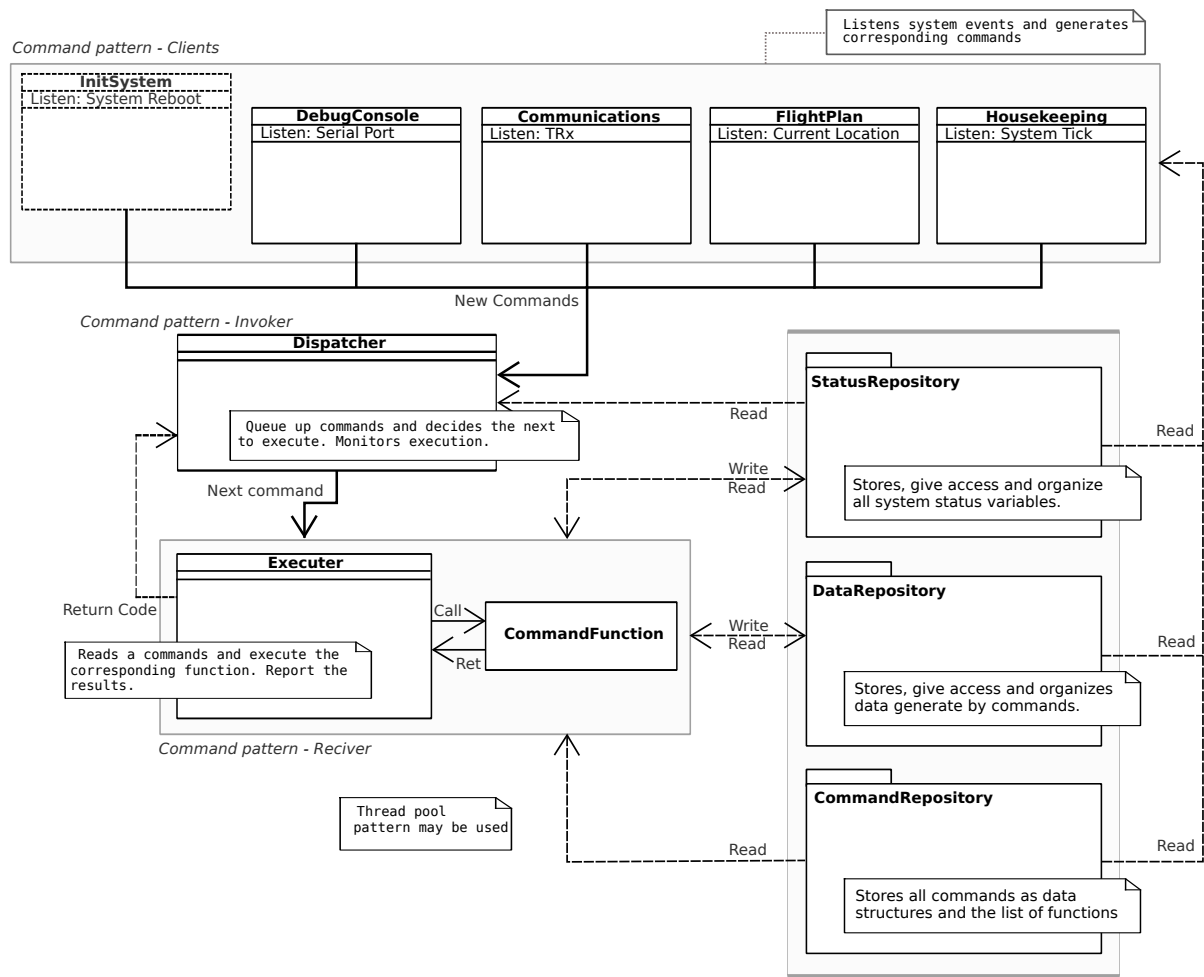 Listens system events and generates
corresponding commands
Command pattern - Clients
InitSystem
Listen: System Reboot
DebugConsole
Listen: Serial Port
Communications
Listen: TRx
FlightPlan
Listen: Current Location
Housekeeping
Listen: System Tick
New Commands
Command pattern - Invoker
Dispatcher
Queue up commands and decides the next
to execute. Monitors execution.
Next command
StatusRepository
Read
Read
Write
Read
Stores, give access and organize
all system status variables.
Executer
Return Code
Call
Ret
CommandFunction
Reads a commands and execute the
corresponding function. Report the
results.
Command pattern - Reciver
DataRepository
Write
Read
Read
Stores, give access and organizes
data generate by commands.
Thread pool
pattern may be used
CommandRepository
Read
Read
Stores all commands as data
structures and the list of functions